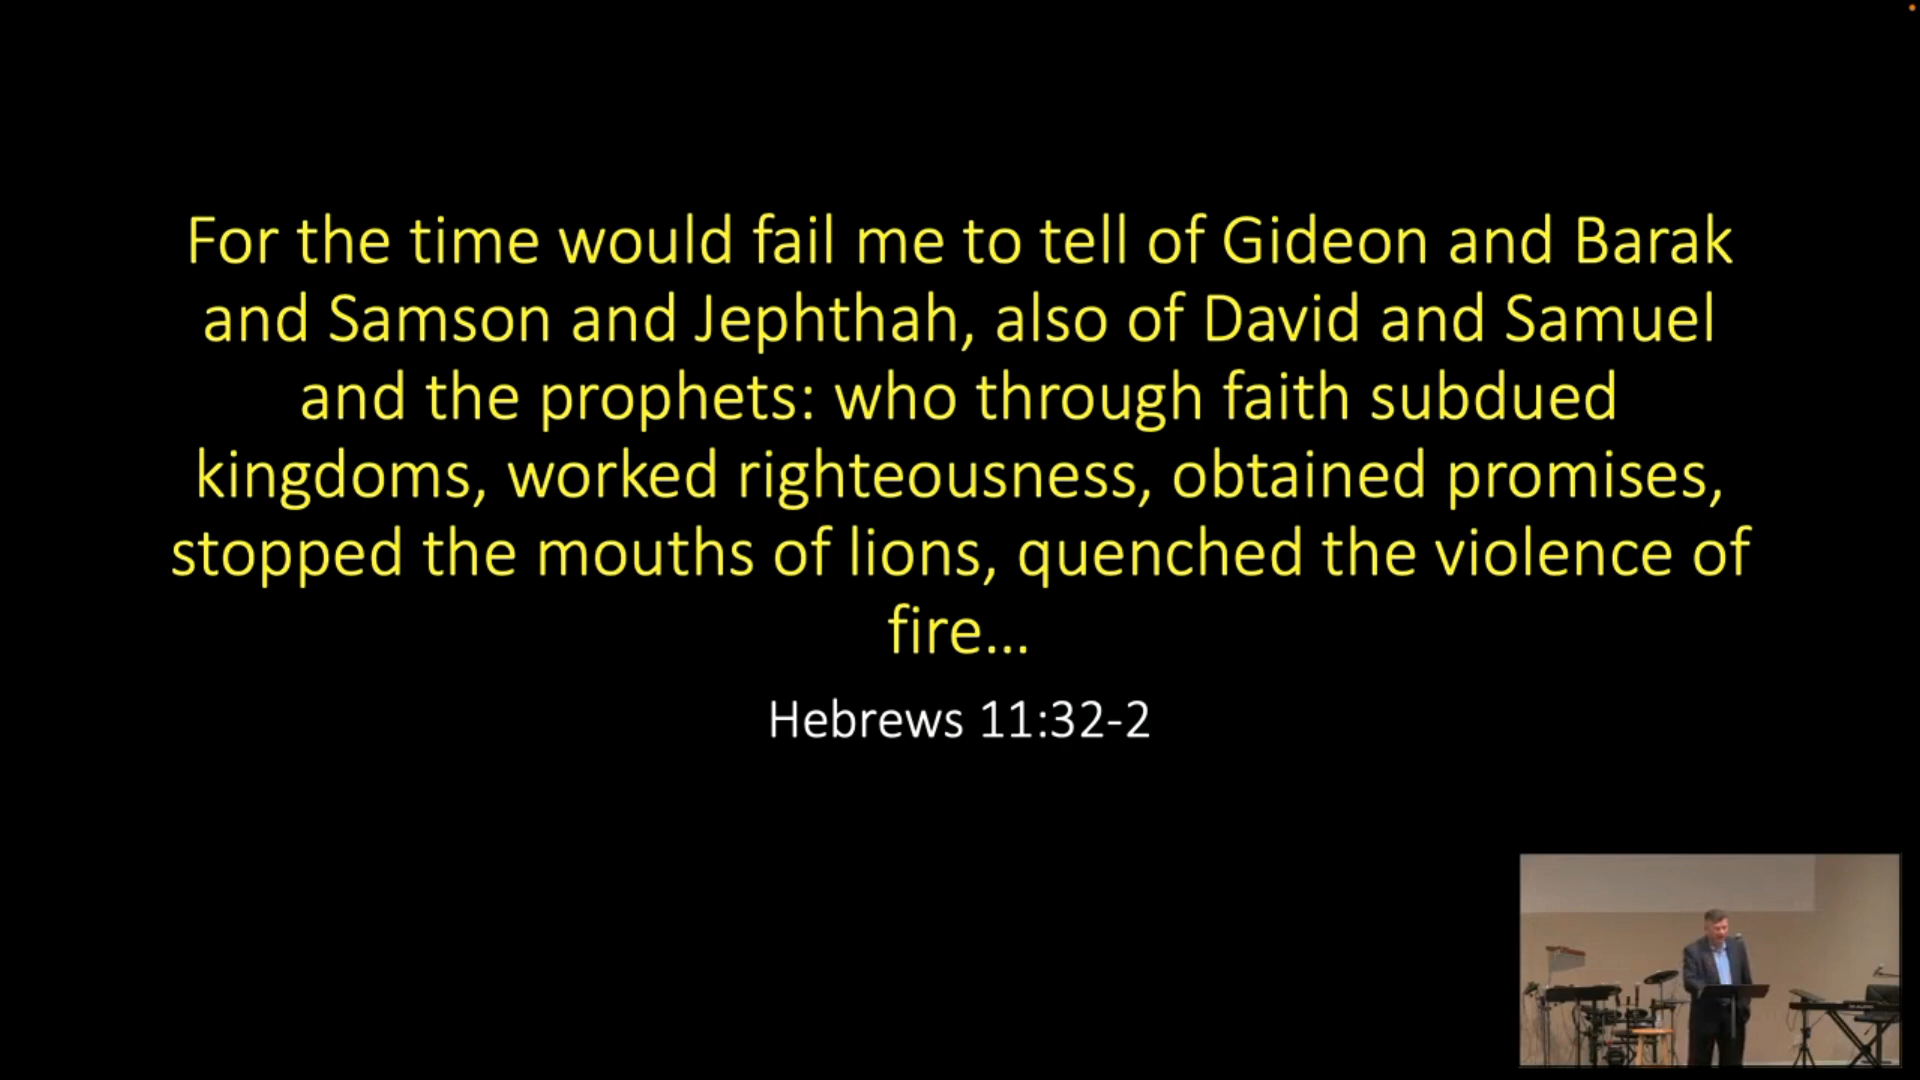 For the time would fail me to tell of Gideon and Barak
and Samson and Jephthah, also of David and Samuel
and the prophets: who through faith subdued
kingdoms, worked righteousness, obtained promises,
stopped the mouths of lions, quenched the violence of
fire...
Hebrews 11:32-2